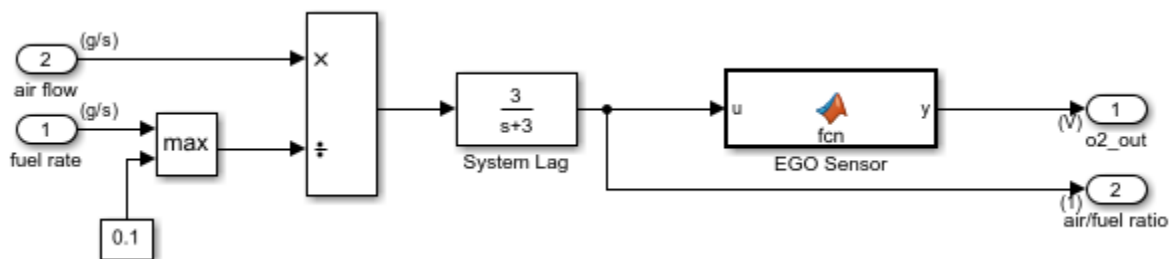 (g/s)
2
air flow
(g/s)
1
fuel rate
max
0.1
×
÷
3
s+3
System Lag
u
fcn
y
EGO Sensor
(V)
1
o2_out
(1)
2
air/fuel ratio